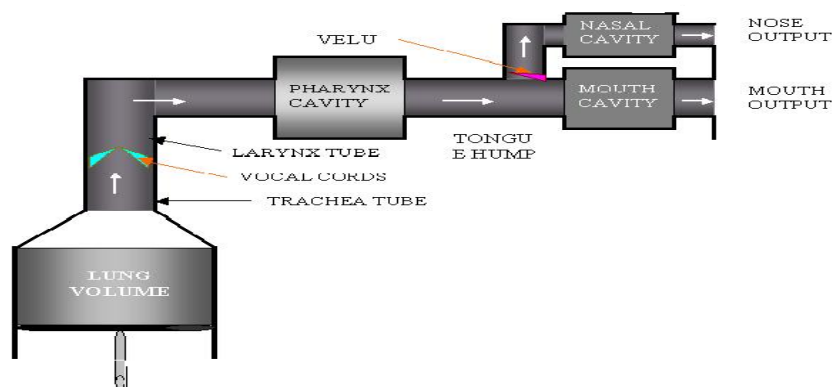 NASAL
CAVITY
NOSE
OUTPUT
VELU
PHARYNX
CAVITY
MOUTH
CAVITY
MOUTH
OUTPUT
TONGU
E HUMP
LARYNX TUBE
VOCAL CORDS
TRACHEA TUBE
LUNG
VOLUME